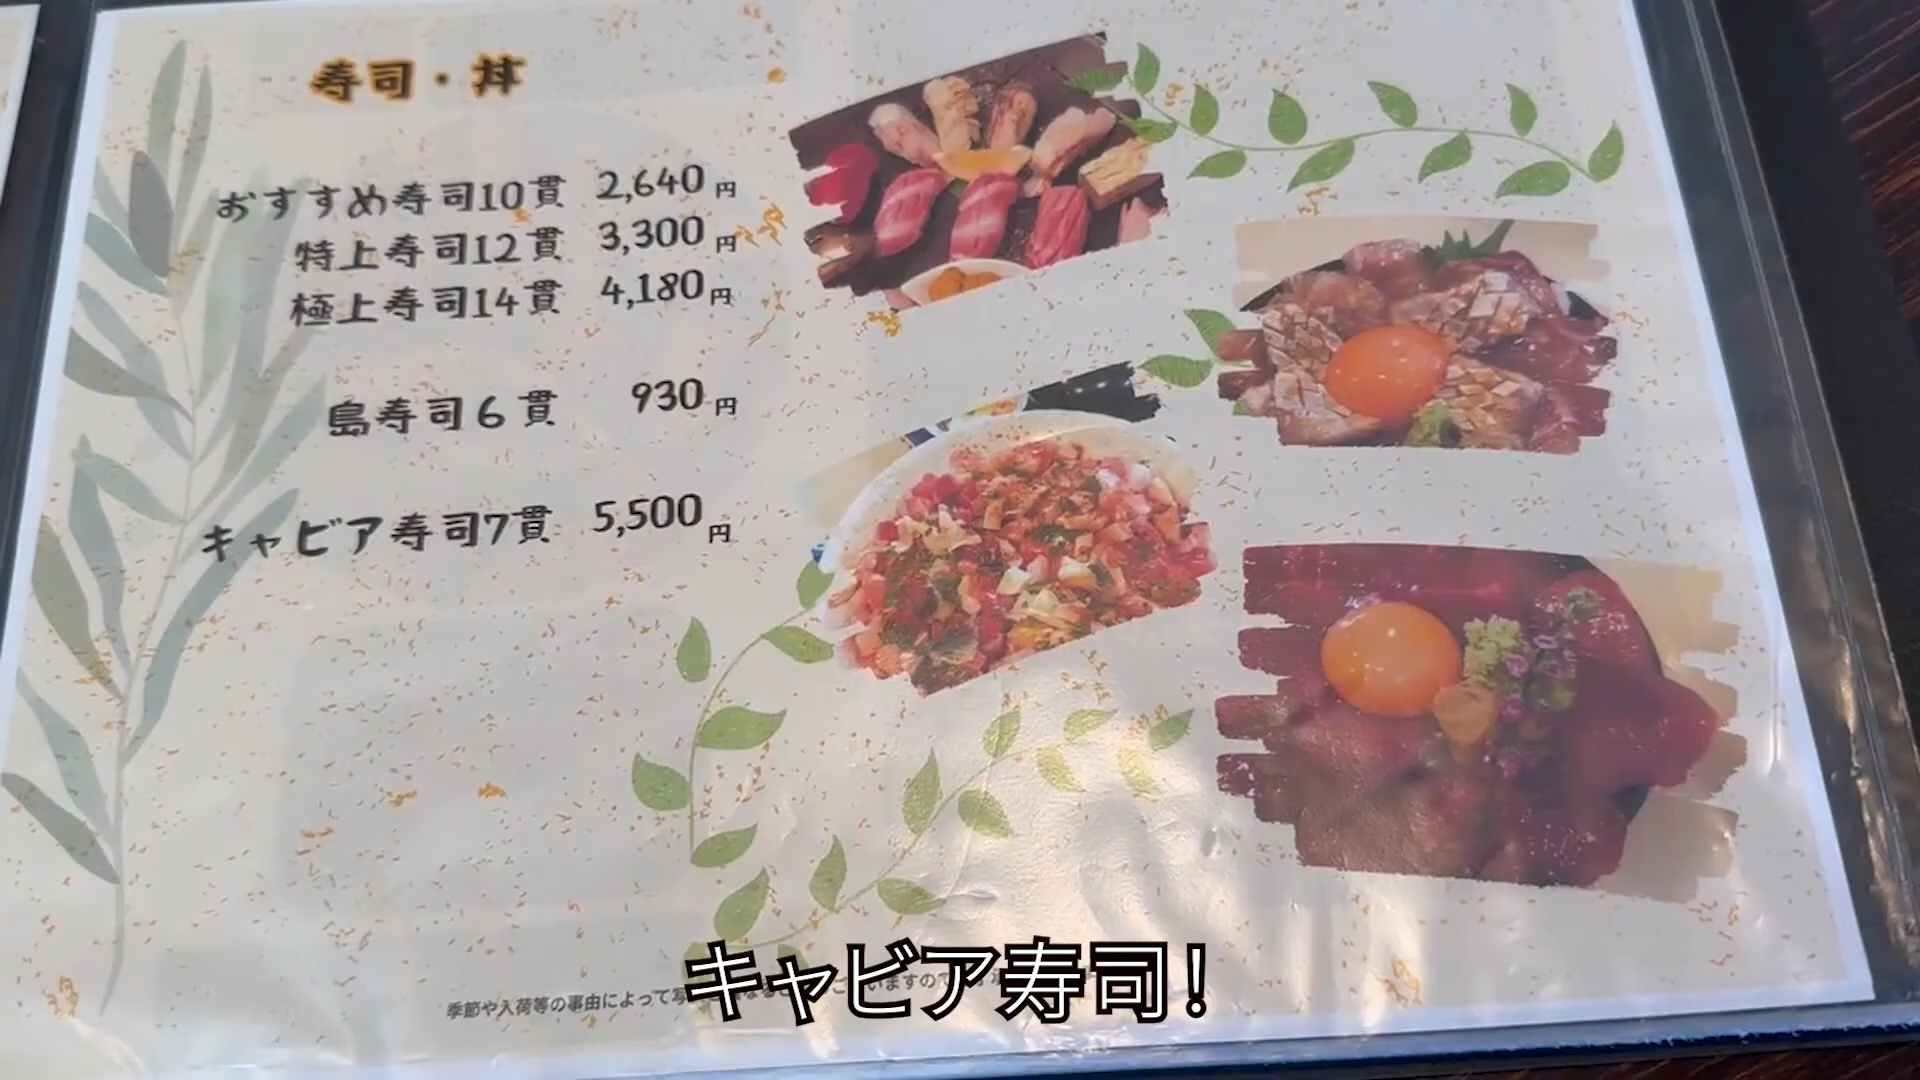 寿司・丼
おすすめ寿司10貫 2,640円
特上寿司12貫 3,300円
極上寿司14貫 4,180円
島寿司6貫 930円
キャビア寿司7貫 5,500円
季節や入荷等の事由によって写
キャビア寿司!